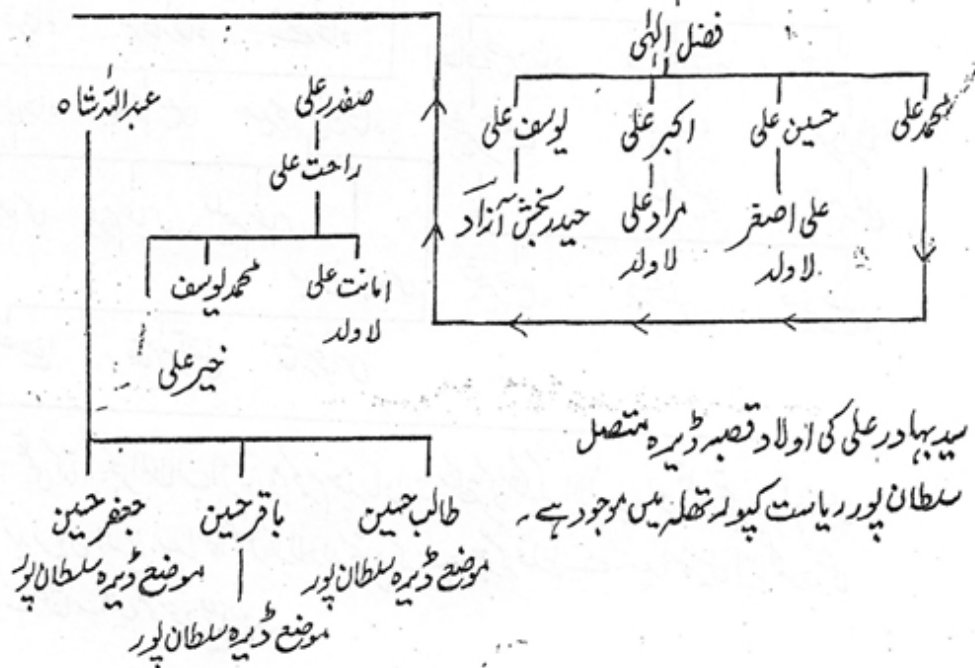 فضل الہٰی
محمد علی
حسین علی
اکبر علی
یوسف علی
علی اصغر
لاولد
مراد علی
لاولد
حیدر بخش آزاد
صفدر علی
عبداللہ شاہ
راحت علی
امانت علی
لاولد
محمد یوسف
خیر علی
سید بہادر علی کی اولاد قصبہ ڈیرہ متصل
سلطان پور ریاست کپورتھلہ میں موجود ہے۔
طالب حسین
موضع ڈیرہ سلطان پور
باقر حسین
موضع ڈیرہ سلطان پور
جعفر حسین
موضع ڈیرہ سلطان پور